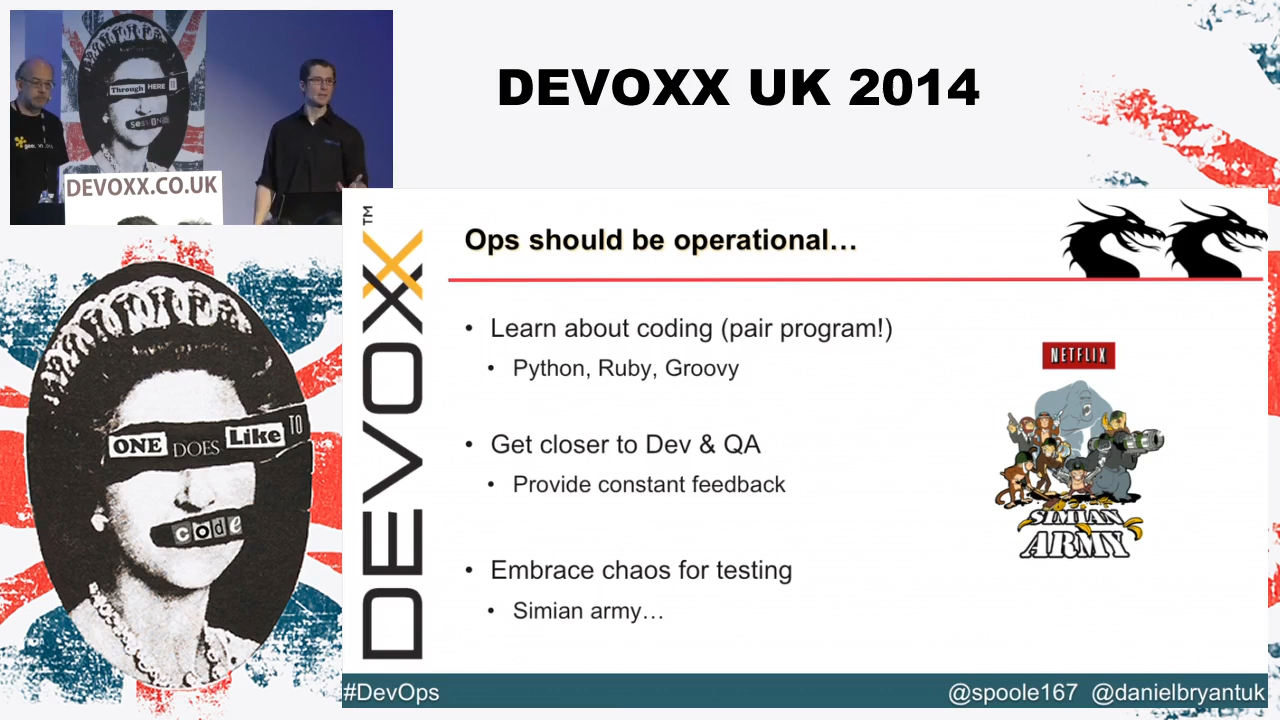 DEVOXX UK 2014
Through HERE IS
SESSION
DEVOXX.CO.UK
ONE DOES Like TO
code
DEVOXX™
Ops should be operational…
• Learn about coding (pair program!)
• Python, Ruby, Groovy
• Get closer to Dev & QA
• Provide constant feedback
• Embrace chaos for testing
• Simian army…
NETFLIX
SIMIAN
ARMY
#DevOps
@spoole167 @danielbryantuk